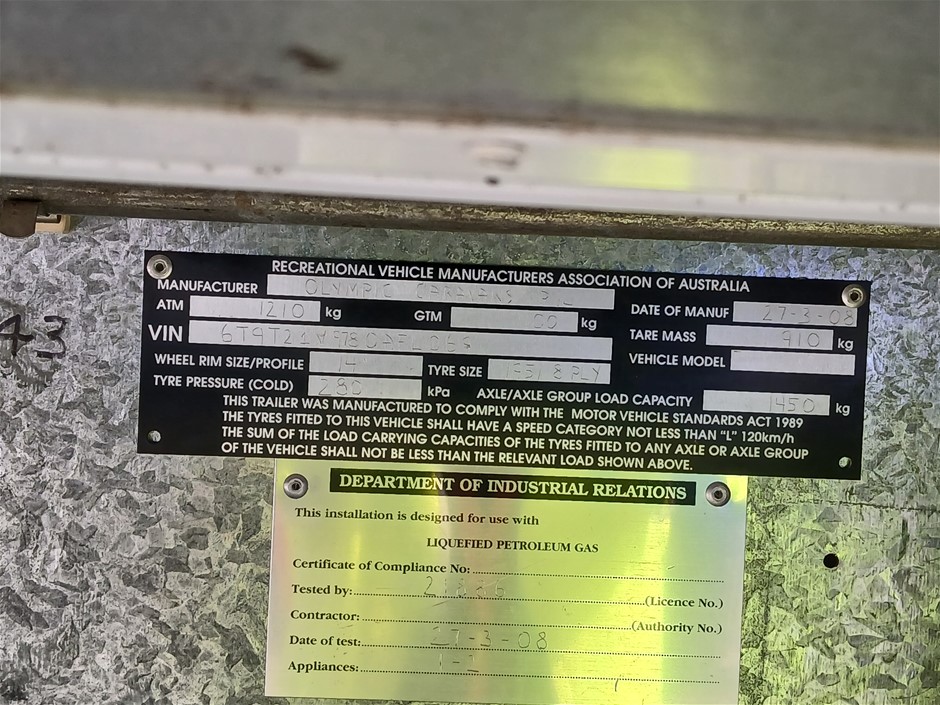 RECREATIONAL VEHICLE MANUFACTURERS ASSOCIATION OF AUSTRALIA
MANUFACTURER OLYMPIC CARAVANS P/L
ATM 1210 kg GTM kg DATE OF MANUF 27-3-08
VIN TARE MASS 910 kg
WHEEL RIM SIZE/PROFILE 14 TYRE SIZE 8 PLY VEHICLE MODEL
TYRE PRESSURE (COLD) 280 kPa AXLE/AXLE GROUP LOAD CAPACITY 1450 kg
THIS TRAILER WAS MANUFACTURED TO COMPLY WITH THE MOTOR VEHICLE STANDARDS ACT 1989
THE TYRES FITTED TO THIS VEHICLE SHALL HAVE A SPEED CATEGORY NOT LESS THAN "L" 120km/h
THE SUM OF THE LOAD CARRYING CAPACITIES OF THE TYRES FITTED TO ANY AXLE OR AXLE GROUP
OF THE VEHICLE SHALL NOT BE LESS THAN THE RELEVANT LOAD SHOWN ABOVE.
DEPARTMENT OF INDUSTRIAL RELATIONS
This installation is designed for use with
LIQUEFIED PETROLEUM GAS
Certificate of Compliance No:
Tested by: (Licence No.)
Contractor: (Authority No.)
Date of test: 27-3-08
Appliances: